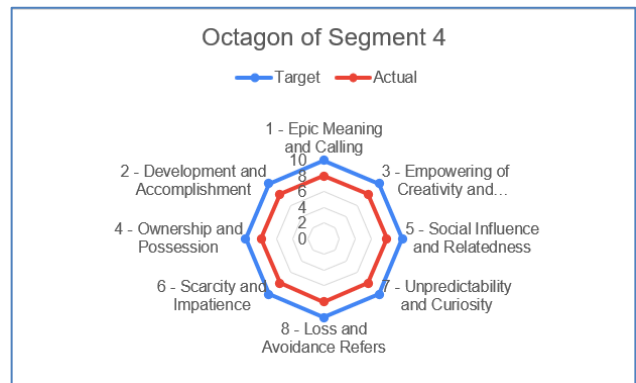 Octagon of Segment 4
Target Actual
1 - Epic Meaning
and Calling
2 - Development and
Accomplishment
3 - Empowering of
Creativity and...
4 - Ownership and
Possession
5 - Social Influence
and Relatedness
6 - Scarcity and
Impatience
7 - Unpredictability
and Curiosity
8 - Loss and
Avoidance Refers
10
8
6
4
2
0